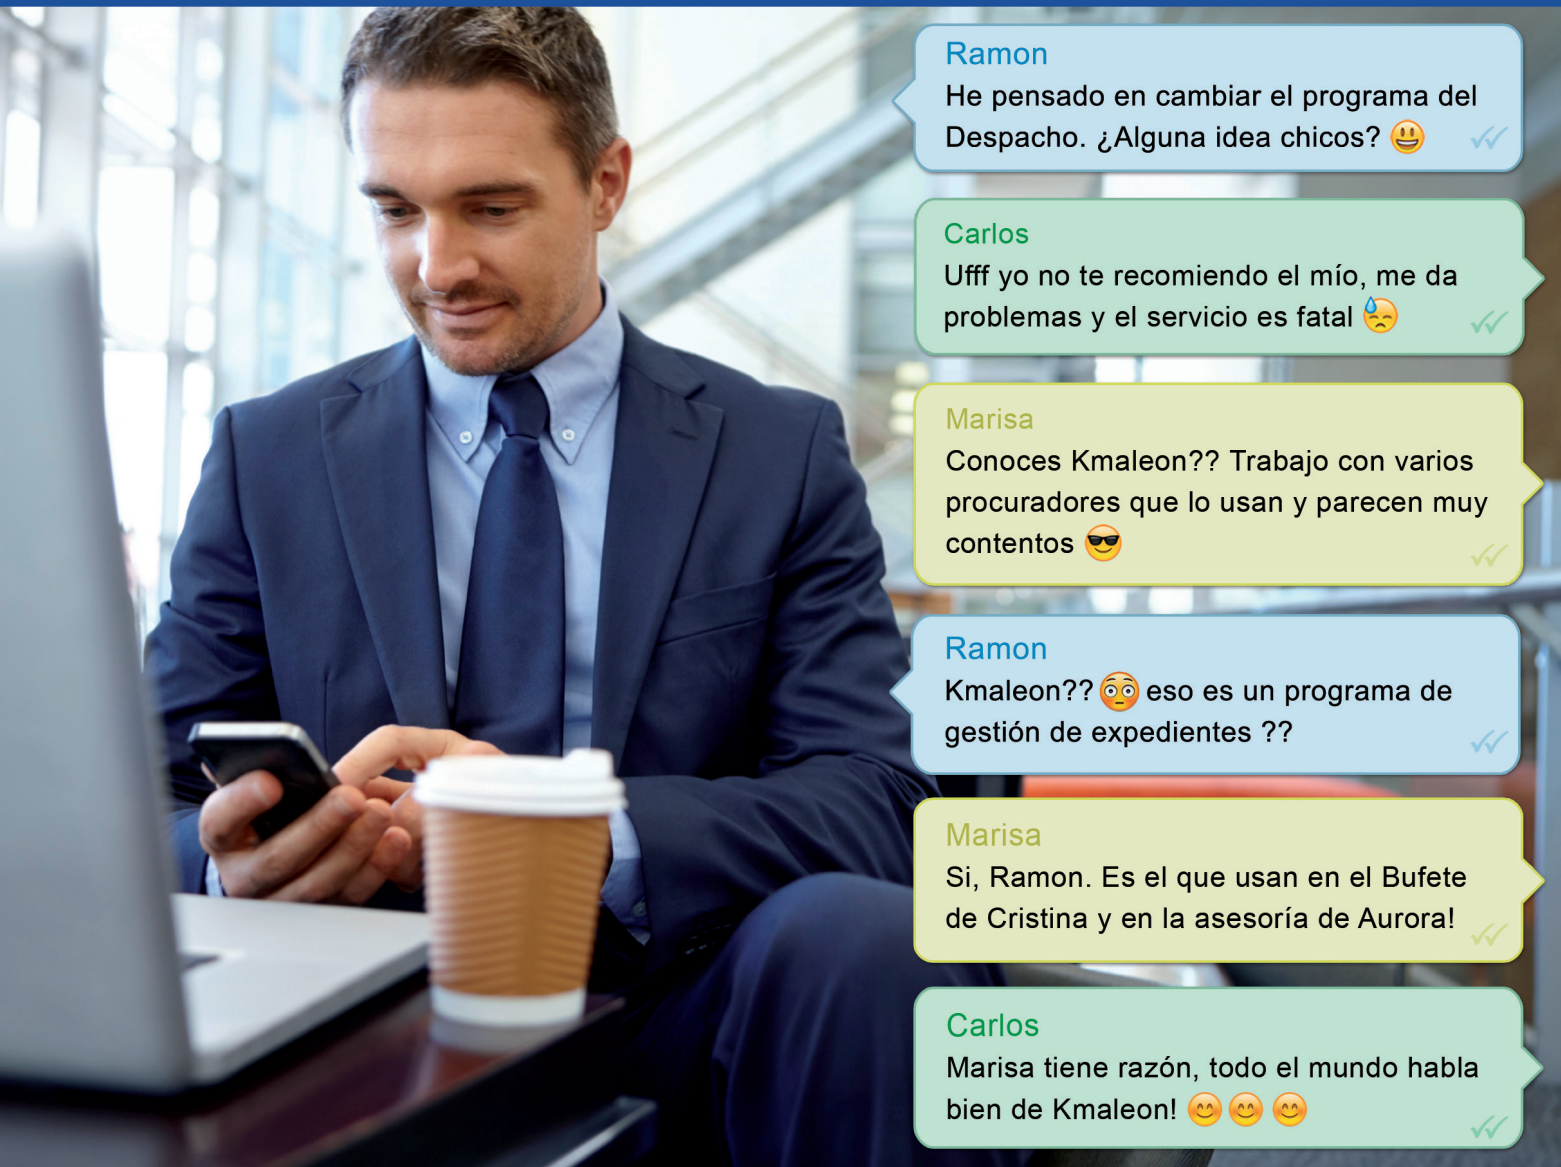 Ramon
He pensado en cambiar el programa del
Despacho. ¿Alguna idea chicos? 😃
Carlos
Ufff yo no te recomiendo el mío, me da
problemas y el servicio es fatal 😓
Marisa
Conoces Kmaleon?? Trabajo con varios
procuradores que lo usan y parecen muy
contentos 😎
Ramon
Kmaleon?? 😳 eso es un programa de
gestión de expedientes ??
Marisa
Si, Ramon. Es el que usan en el Bufete
de Cristina y en la asesoría de Aurora!
Carlos
Marisa tiene razón, todo el mundo habla
bien de Kmaleon! 😊 😊 😊